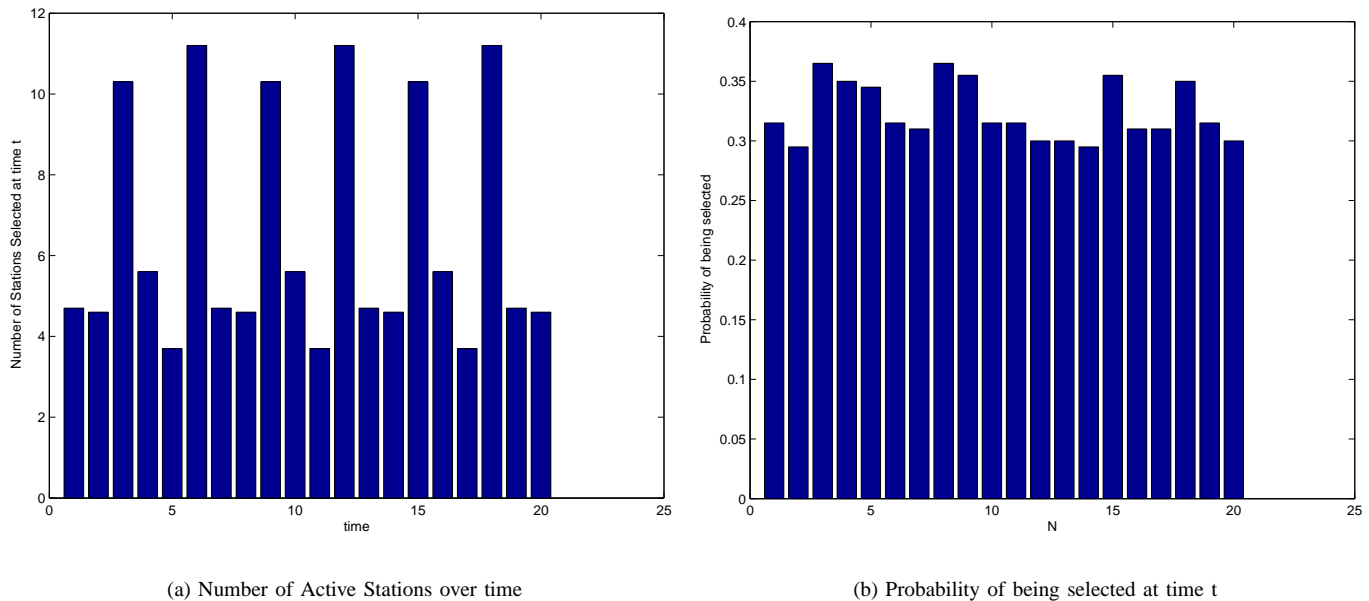 12
10
8
6
4
2
0
Number of Stations Selected at time t
0 5 10 15 20 25
time
(a) Number of Active Stations over time
0.4
0.35
0.3
0.25
0.2
0.15
0.1
0.05
0
Probability of being selected
0 5 10 15 20 25
N
(b) Probability of being selected at time t